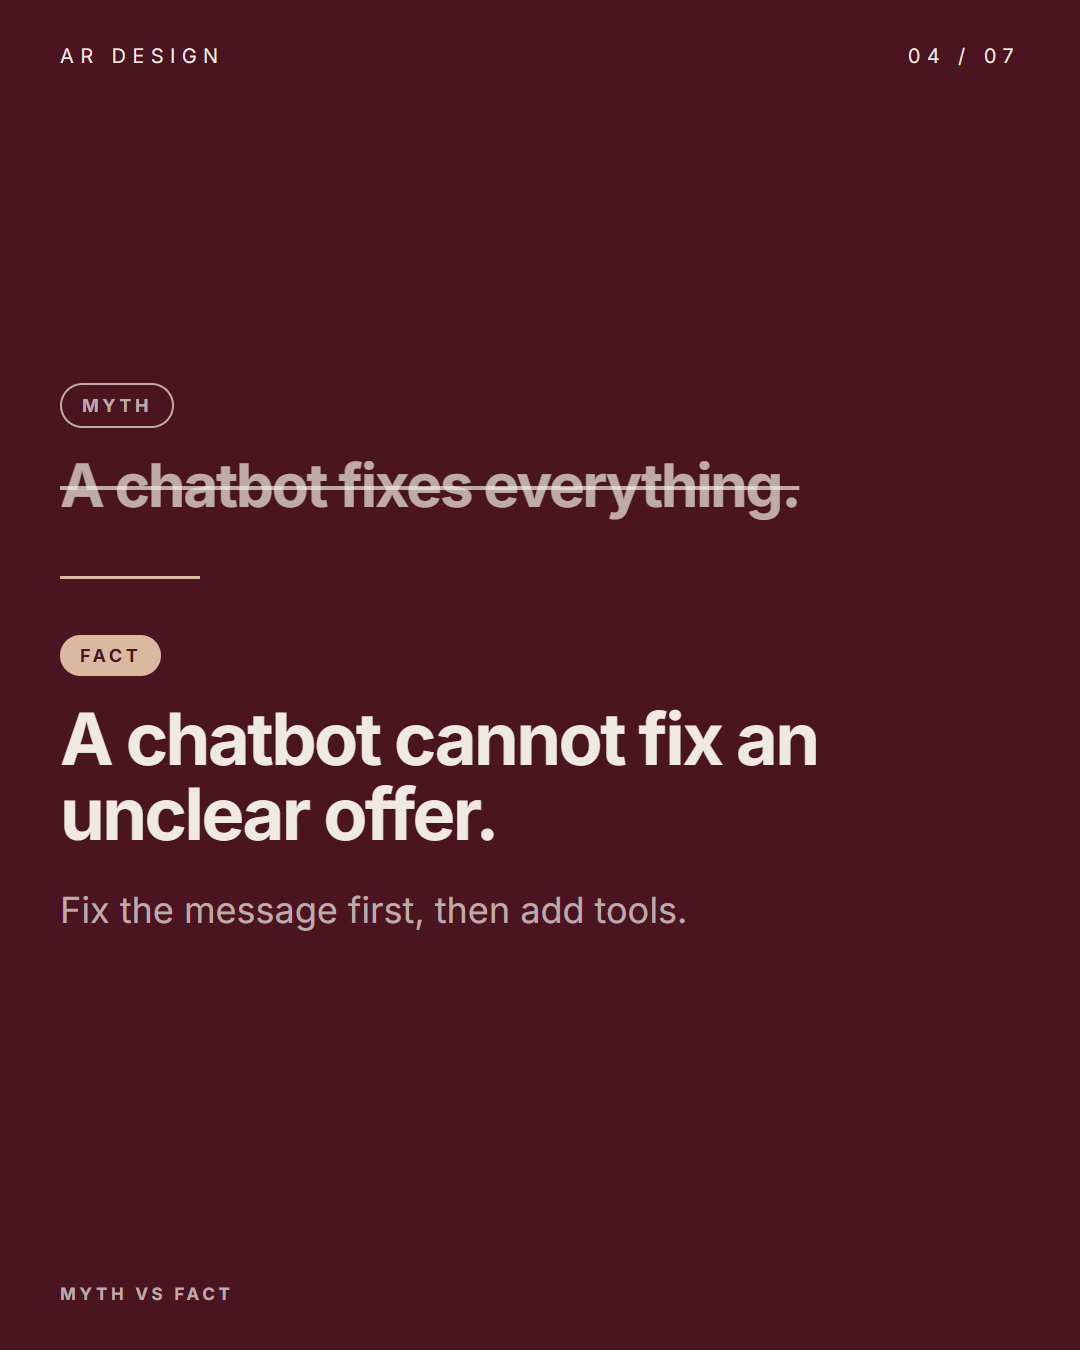 AR DESIGN
04 / 07
MYTH
A chatbot fixes everything.
FACT
A chatbot cannot fix an
unclear offer.
Fix the message first, then add tools.
MYTH VS FACT